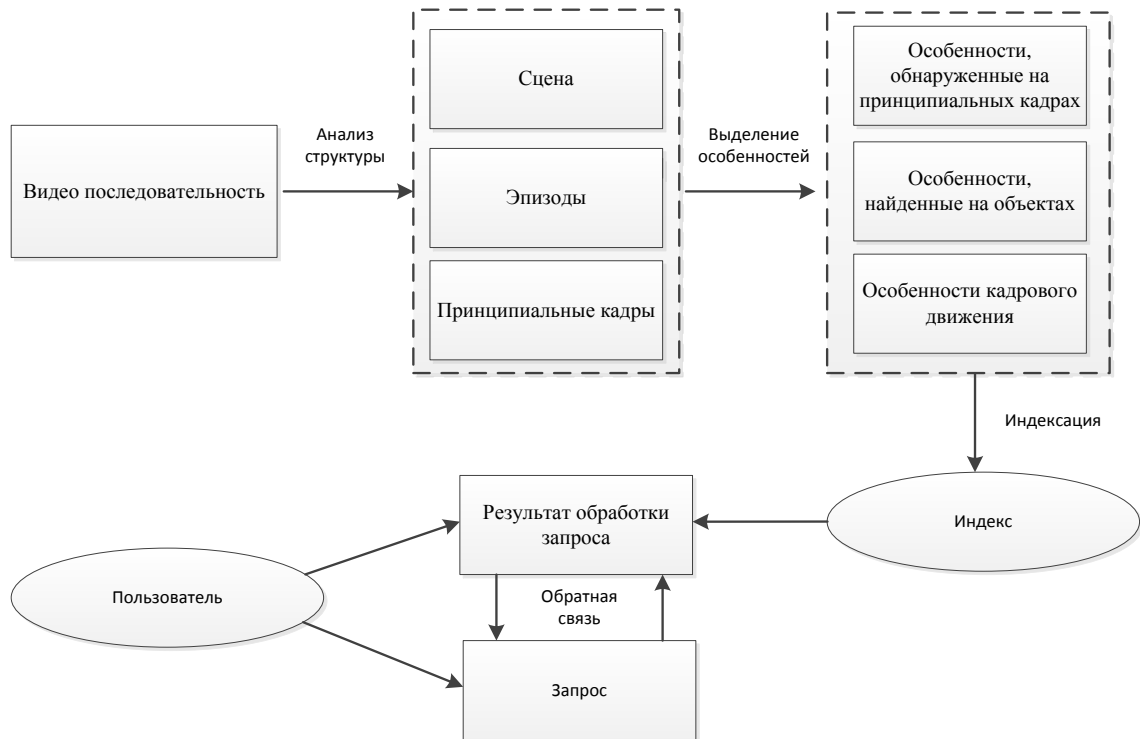 Видео последовательность
Анализ
структуры
Сцена
Эпизоды
Принципиальные кадры
Выделение
особенностей
Особенности,
обнаруженные на
принципиальных кадрах
Особенности,
найденные на объектах
Особенности кадрового
движения
Индексация
Индекс
Результат обработки
запроса
Обратная
связь
Пользователь
Запрос